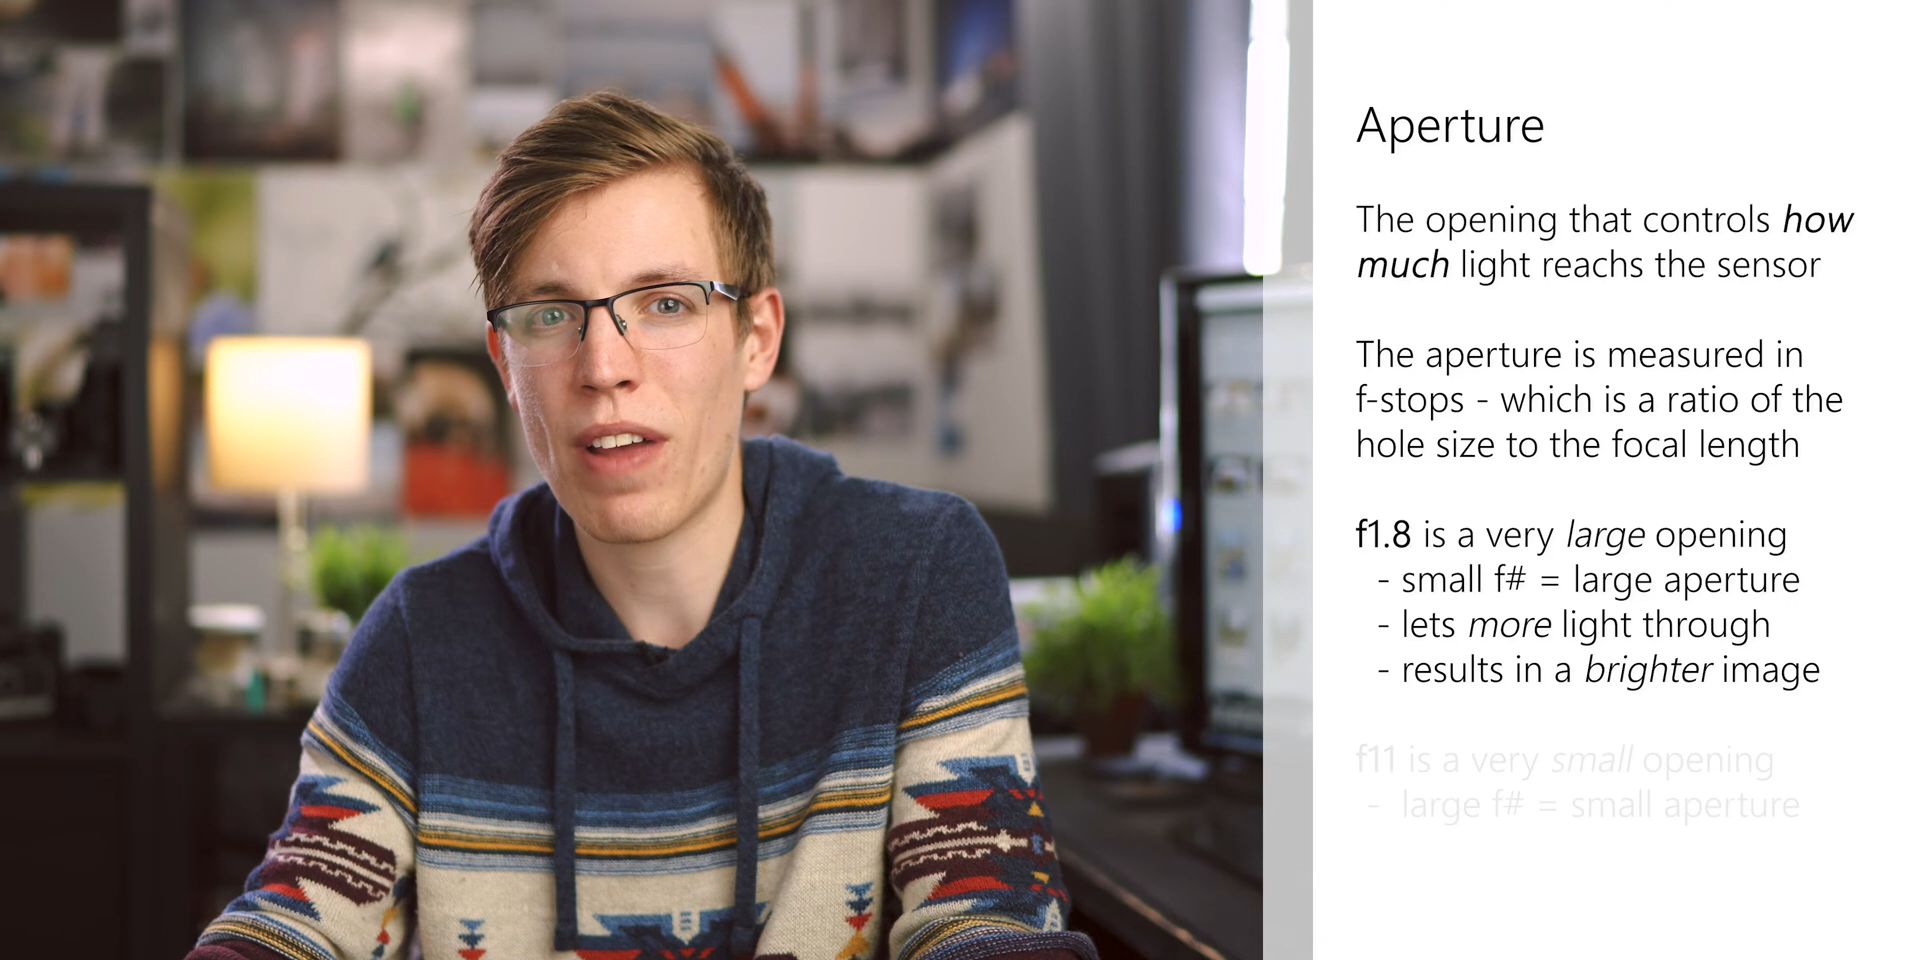 Aperture
The opening that controls how
much light reachs the sensor
The aperture is measured in
f-stops - which is a ratio of the
hole size to the focal length
f1.8 is a very large opening
- small f# = large aperture
- lets more light through
- results in a brighter image
f11 is a very small opening
- large f# = small aperture